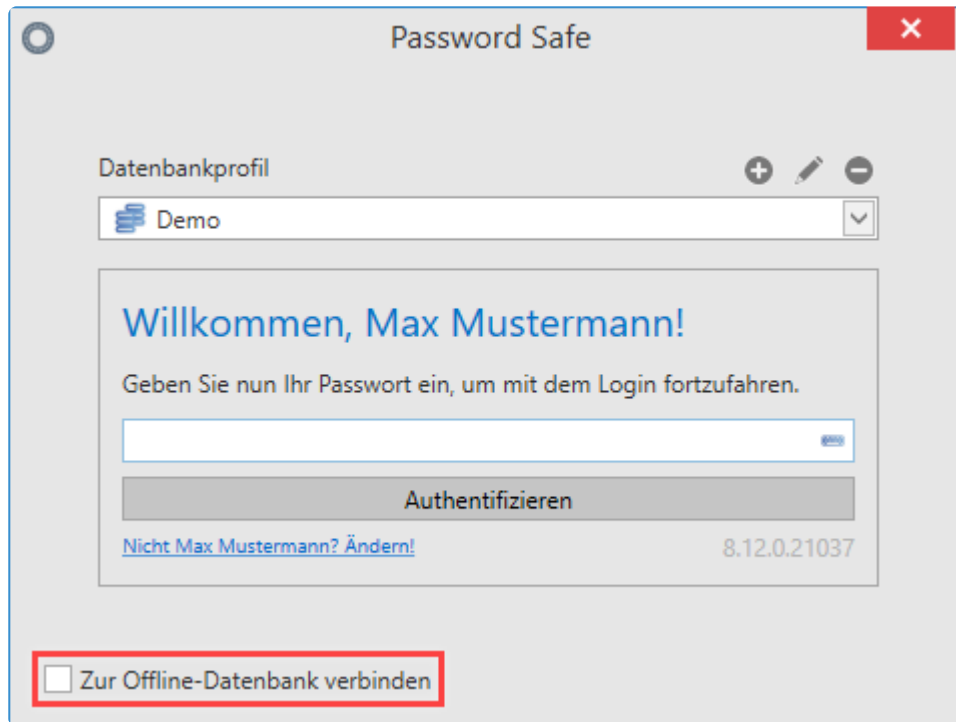 Password Safe
Datenbankprofil
Demo
Willkommen, Max Mustermann!
Geben Sie nun Ihr Passwort ein, um mit dem Login fortzufahren.
Authentifizieren
Nicht Max Mustermann? Ändern!
8.12.0.21037
Zur Offline-Datenbank verbinden